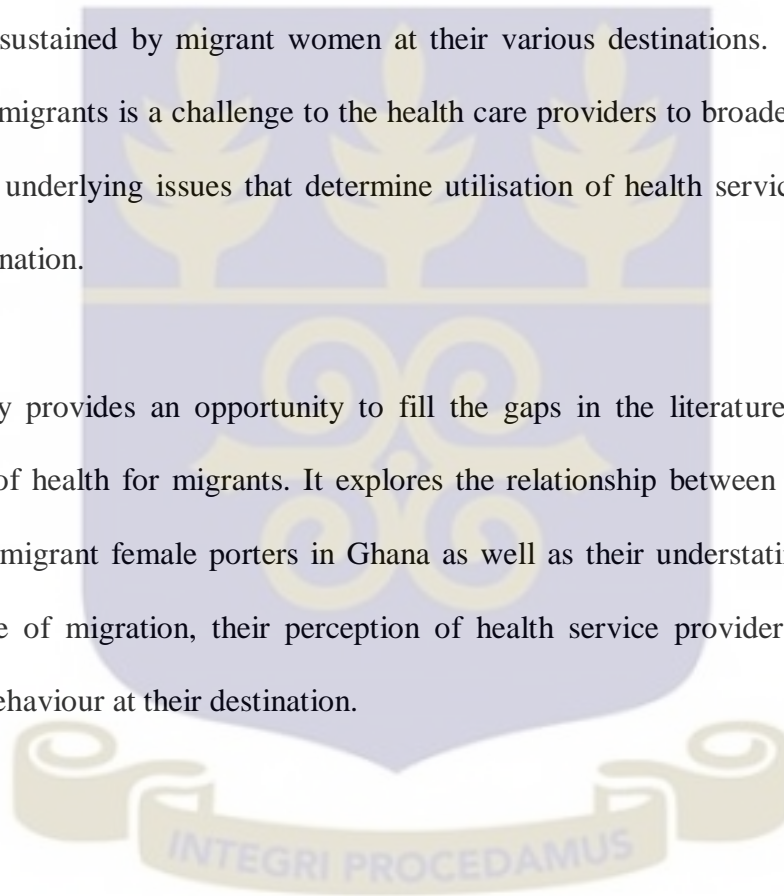 sustained by migrant women at their various destinations.
migrants is a challenge to the health care providers to broade
underlying issues that determine utilisation of health servic
nation.
y provides an opportunity to fill the gaps in the literature
of health for migrants. It explores the relationship between
migrant female porters in Ghana as well as their understati
e of migration, their perception of health service provider
ehaviour at their destination.
INTEGRI PROCEDAMUS